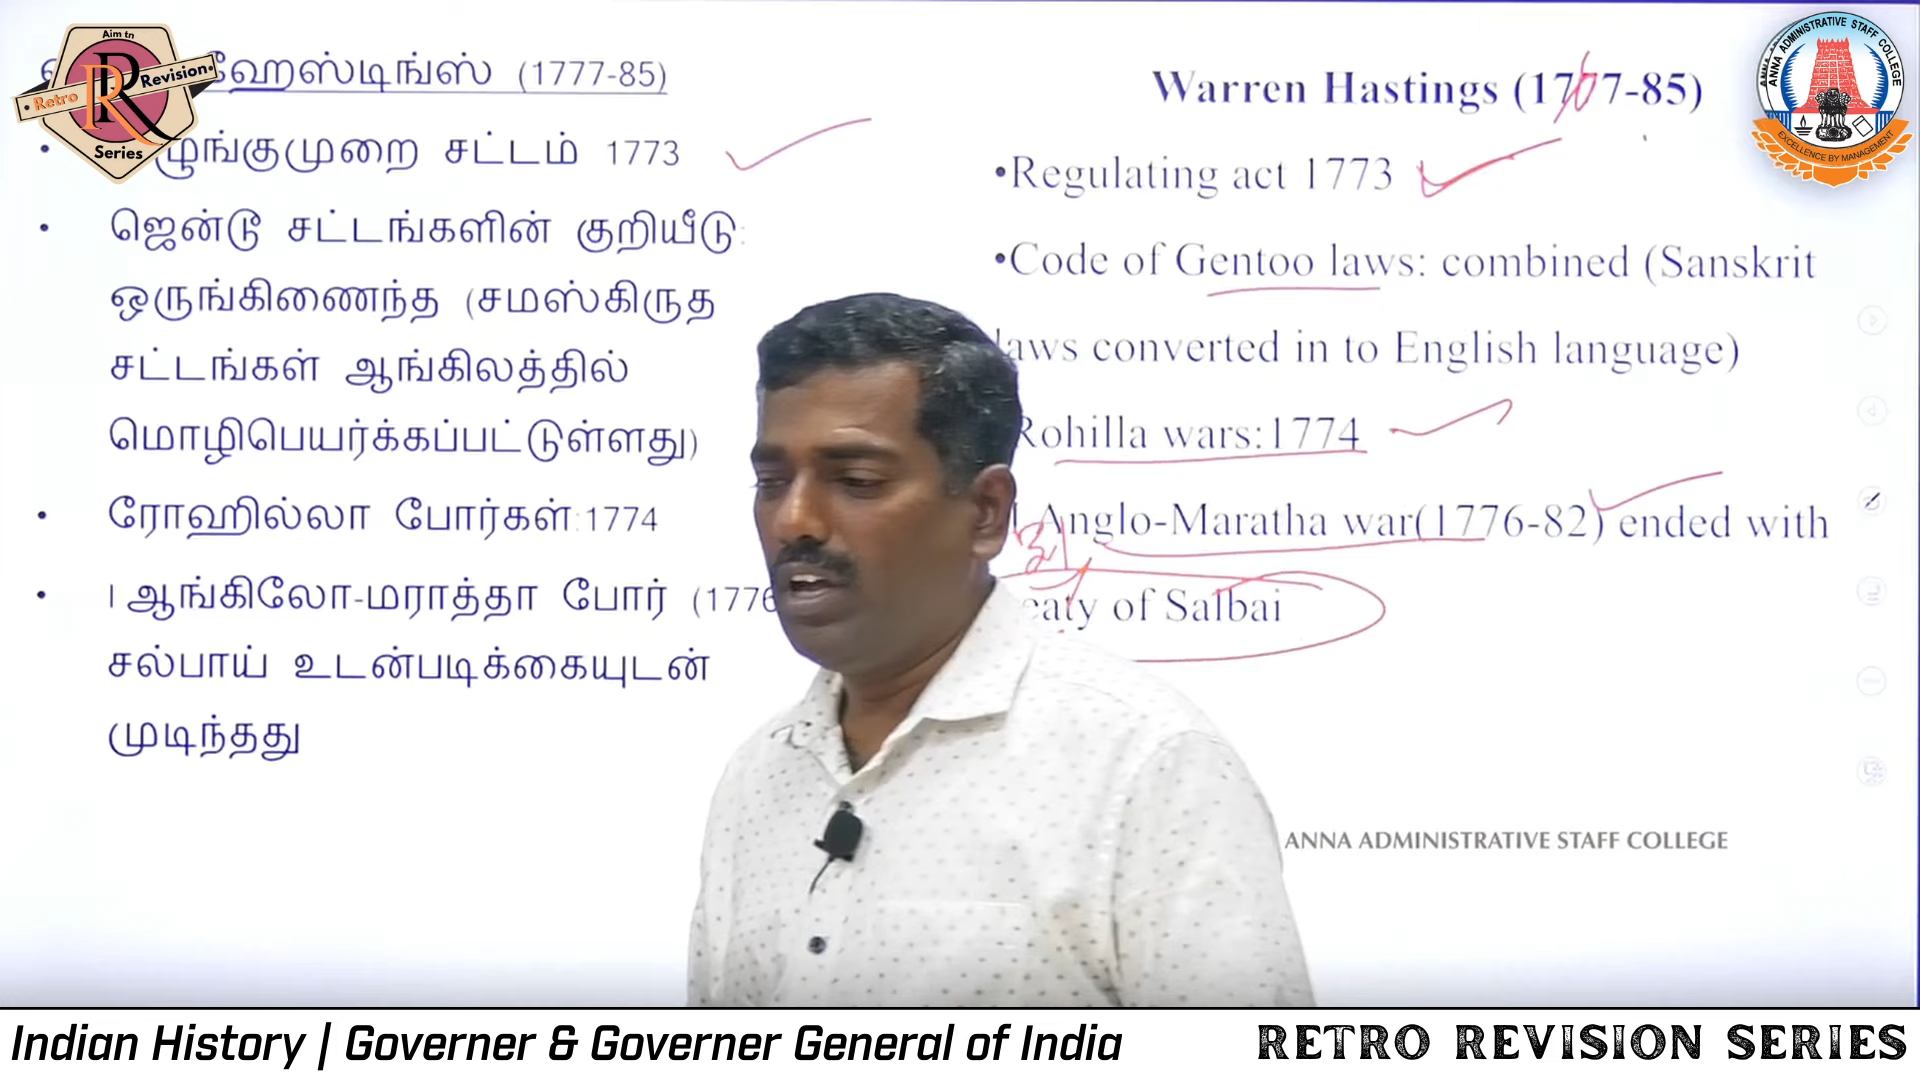 Aim tn
Retro
RR
Revision
Series
ஹேஸ்டிங்ஸ் (1777-85)
முறை சட்டம் 1773
• ஜென்டூ சட்டங்களின் குறியீடு:
ஒருங்கிணைந்த (சமஸ்கிருத
சட்டங்கள் ஆங்கிலத்தில்
மொழிபெயர்க்கப்பட்டுள்ளது)
• ரோஹில்லா போர்கள்:1774
• I ஆங்கிலோ-மராத்தா போர் (1776
சல்பாய் உடன்படிக்கையுடன்
முடிந்தது
Warren Hastings (1777-85)
•Regulating act 1773
•Code of Gentoo laws: combined (Sanskrit
laws converted in to English language)
Rohilla wars:1774
I Anglo-Maratha war(1776-82) ended with
eaty of Salbai
ANNA ADMINISTRATIVE STAFF COLLEGE
EXCELLENCE BY MANAGEMENT
ANNA ADMINISTRATIVE STAFF COLLEGE
Indian History | Governer & Governer General of India
RETRO REVISION SERIES